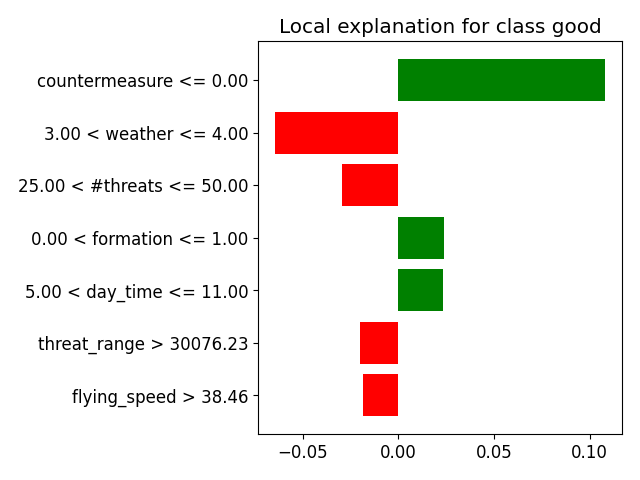 Local explanation for class good
countermeasure <= 0.00
3.00 < weather <= 4.00
25.00 < #threats <= 50.00
0.00 < formation <= 1.00
5.00 < day_time <= 11.00
threat_range > 30076.23
flying_speed > 38.46
−0.05 0.00 0.05 0.10